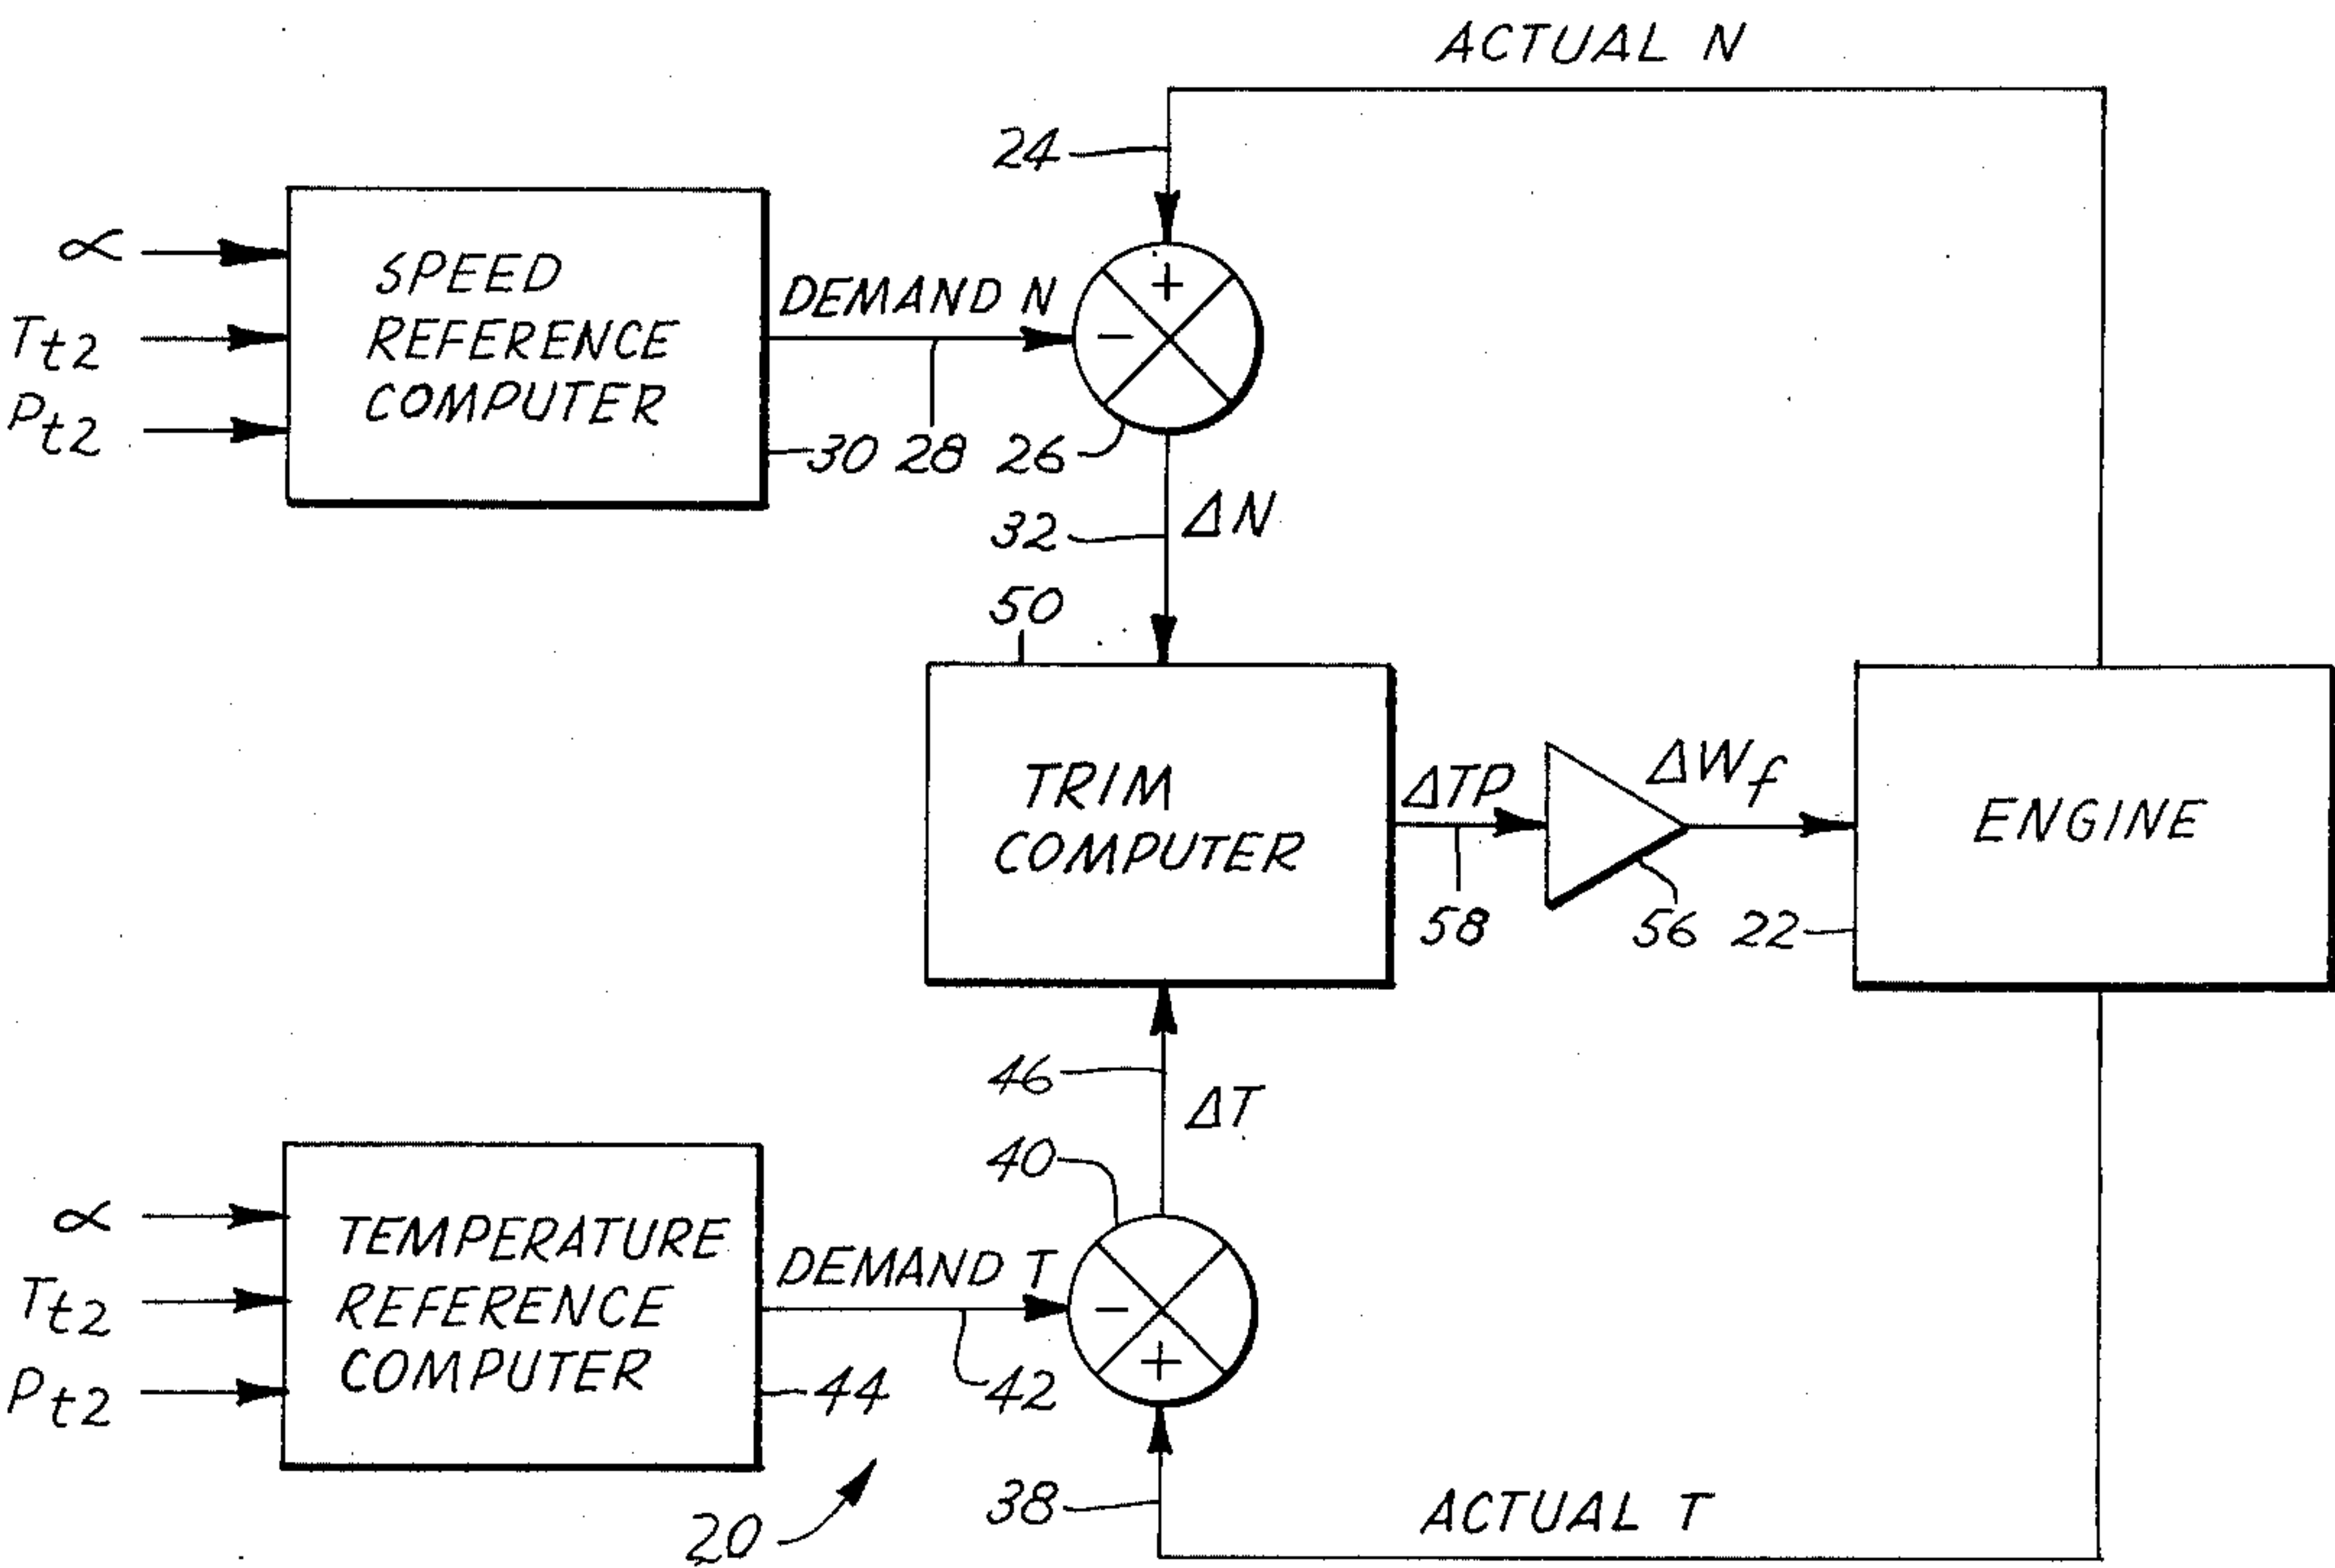 ACTUAL N
24
∝
SPEED
REFERENCE
COMPUTER
DEMAND N
+
−
Tt2
Pt2
30
28
26
32
ΔN
50
TRIM
COMPUTER
ΔTP
ΔWf
ENGINE
58
56
22
46
ΔT
40
∝
TEMPERATURE
REFERENCE
COMPUTER
DEMAND T
−
+
Tt2
Pt2
44
42
38
ACTUAL T
20